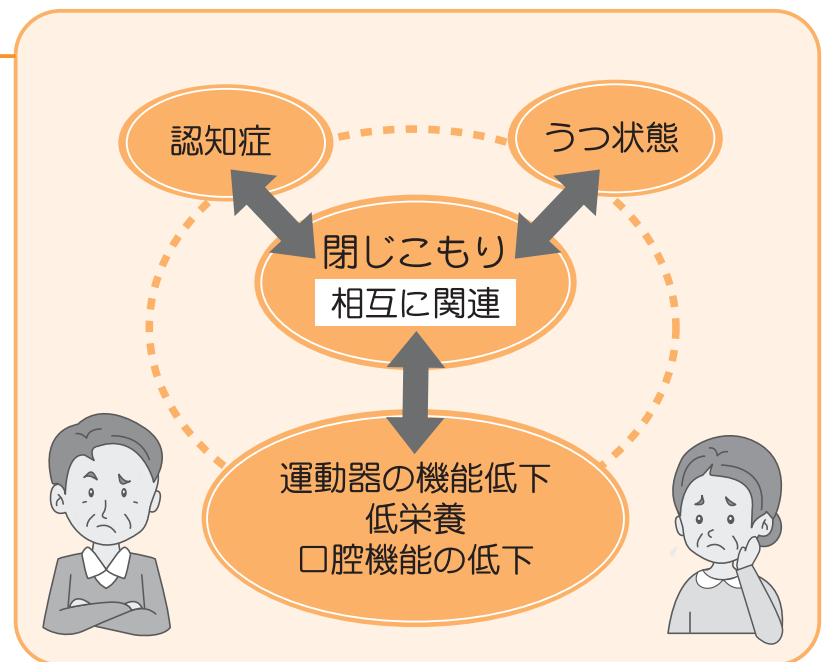 認知症
うつ状態
閉じこもり
相互に関連
運動器の機能低下
低栄養
口腔機能の低下